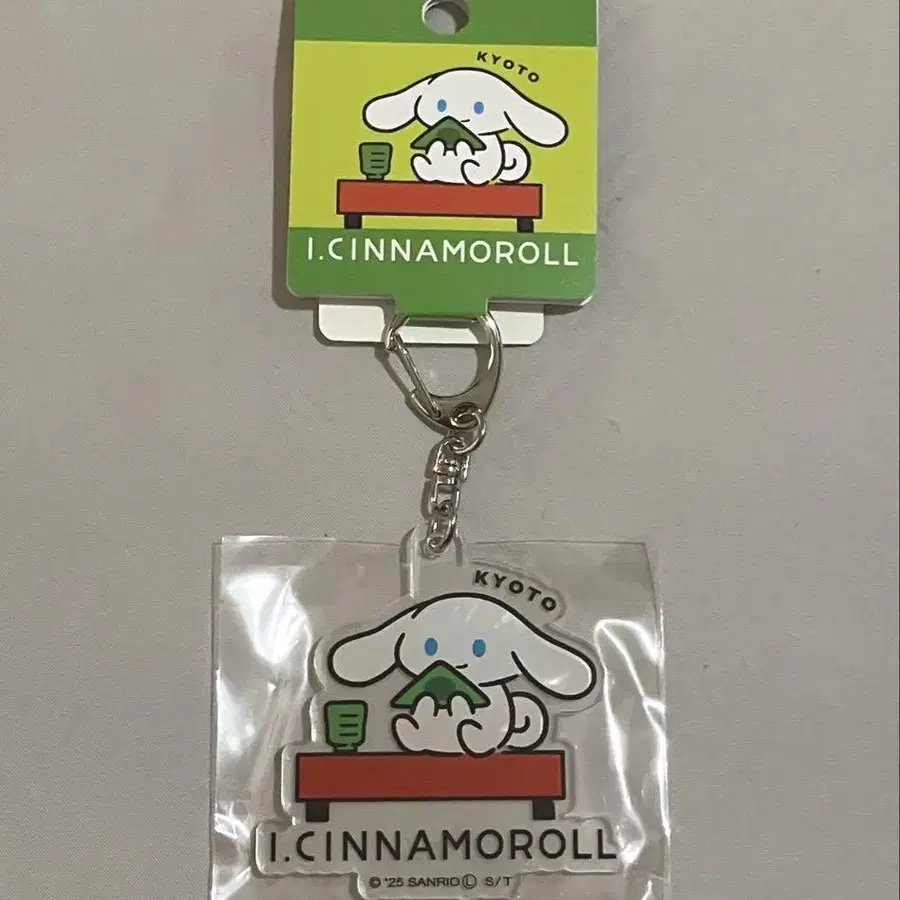 KYOTO
I.CINNAMOROLL
KYOTO
I.CINNAMOROLL
© '25 SANRIO Ⓛ S/T